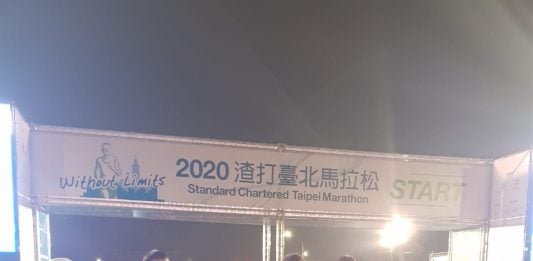 Without Limits
2020 渣打臺北馬拉松
Standard Chartered Taipei Marathon
START